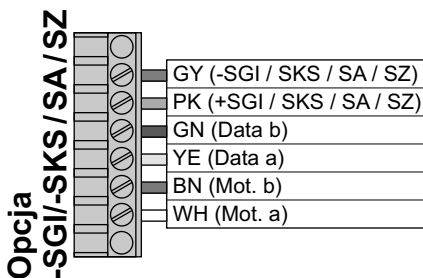 Opcja
-SGI/-SKS / SA / SZ
GY (-SGI / SKS / SA / SZ)
PK (+SGI / SKS / SA / SZ)
GN (Data b)
YE (Data a)
BN (Mot. b)
WH (Mot. a)